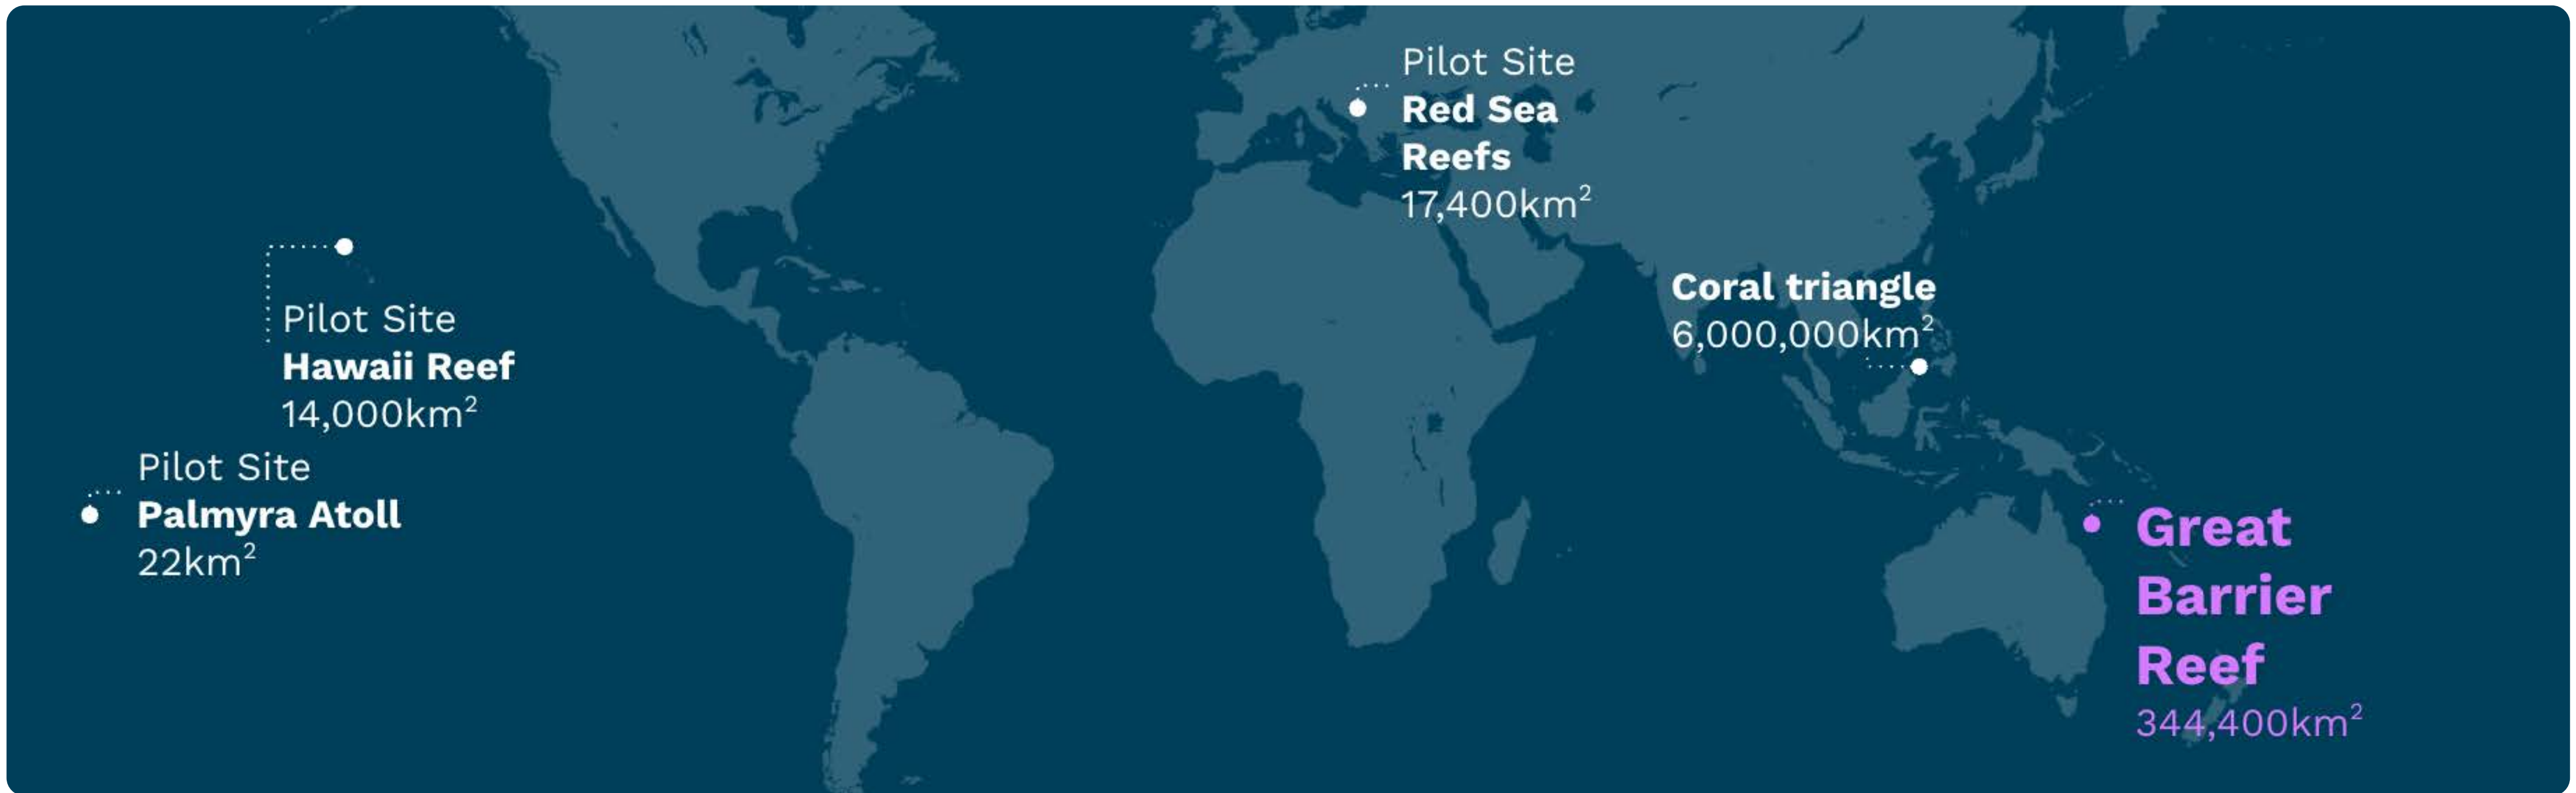 Pilot Site
Red Sea
Reefs
17,400km²
Coral triangle
6,000,000km²
Pilot Site
Hawaii Reef
14,000km²
Pilot Site
Palmyra Atoll
22km²
Great
Barrier
Reef
344,400km²